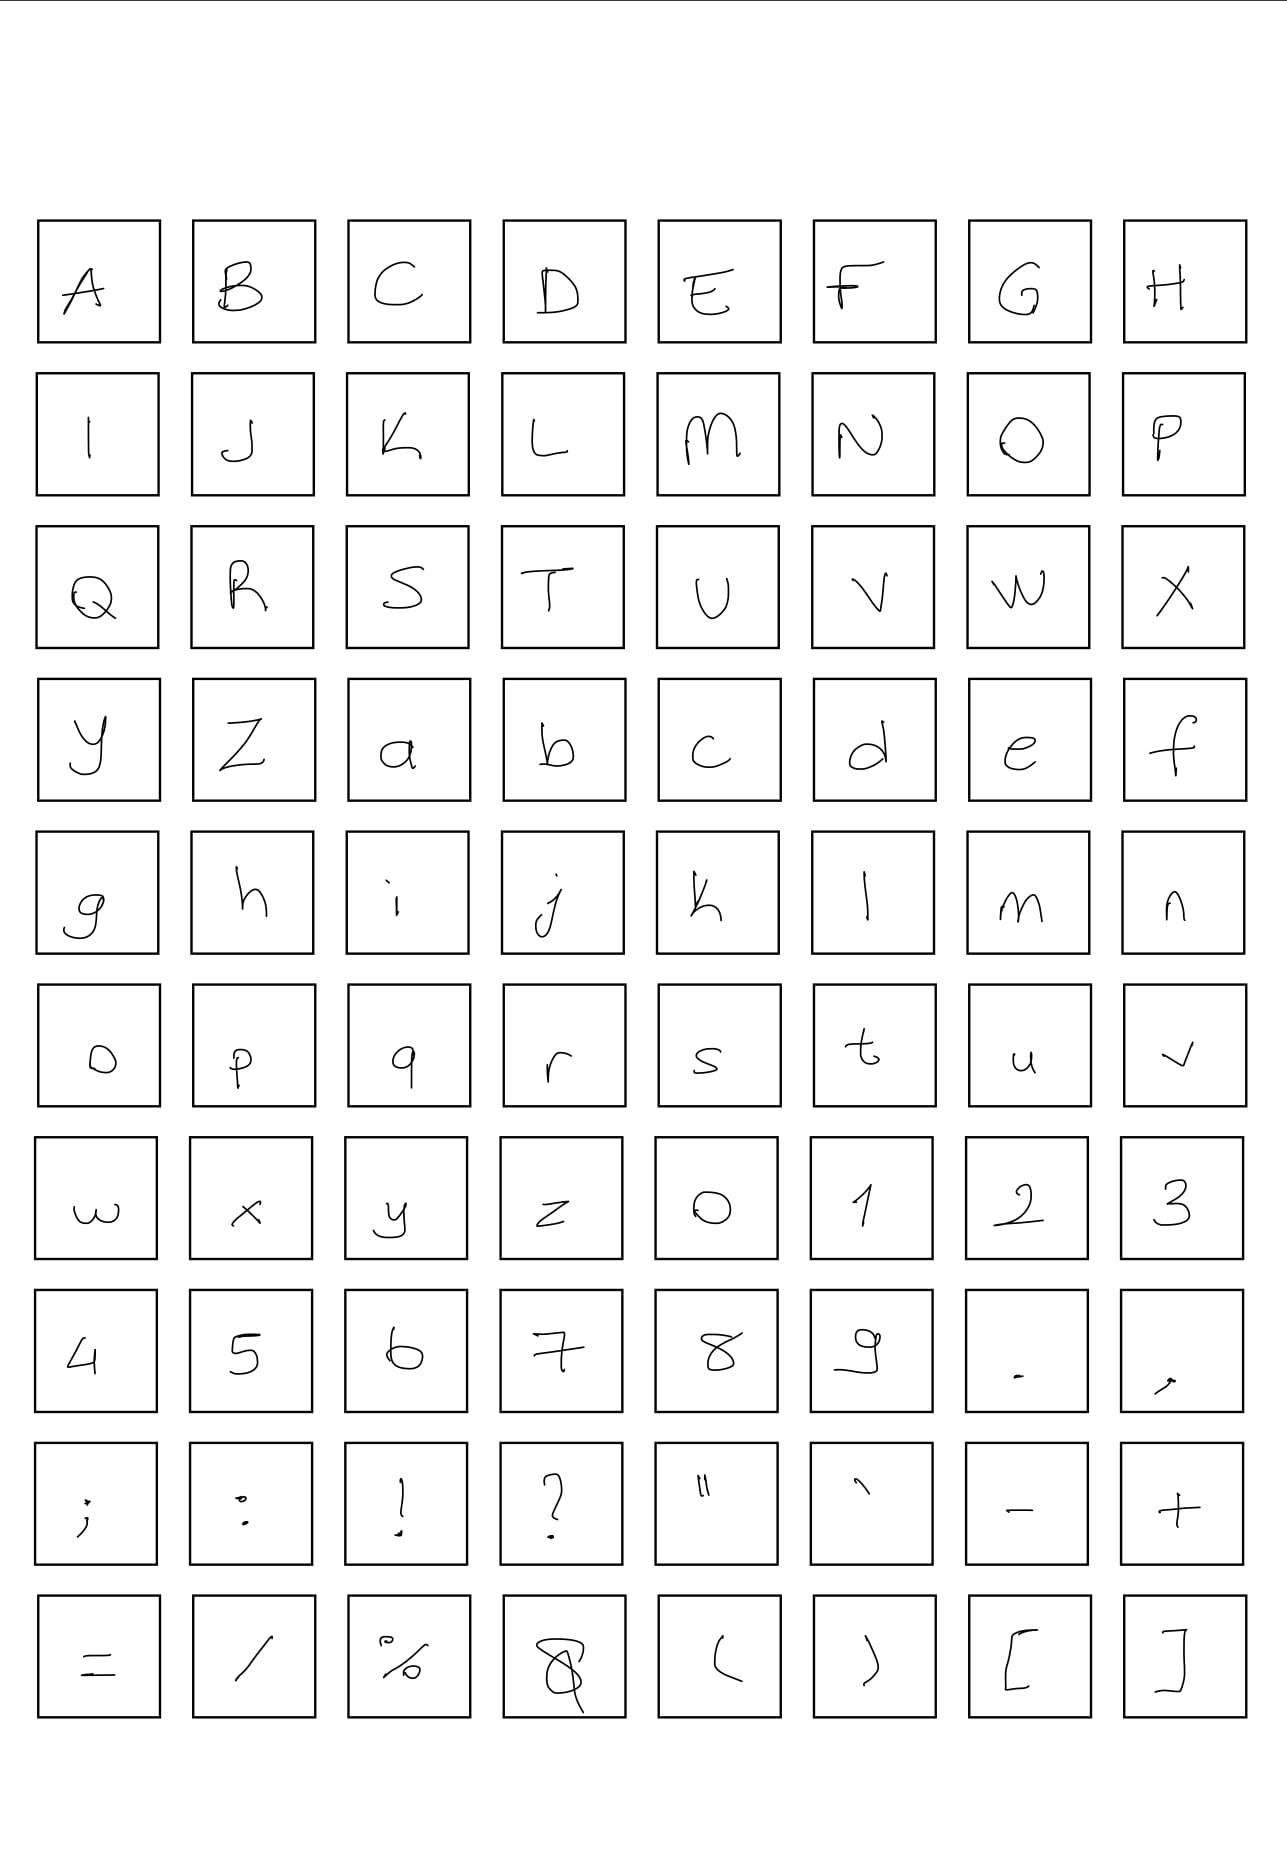 A B C D E F G H
I J K L M N O P
Q R S T U V W X
Y Z a b c d e f
g h i j k l m n
o p q r s t u v
w x y z 0 1 2 3
4 5 6 7 8 9 . ,
; : ! ? " ` - +
= / % & ( ) [ ]